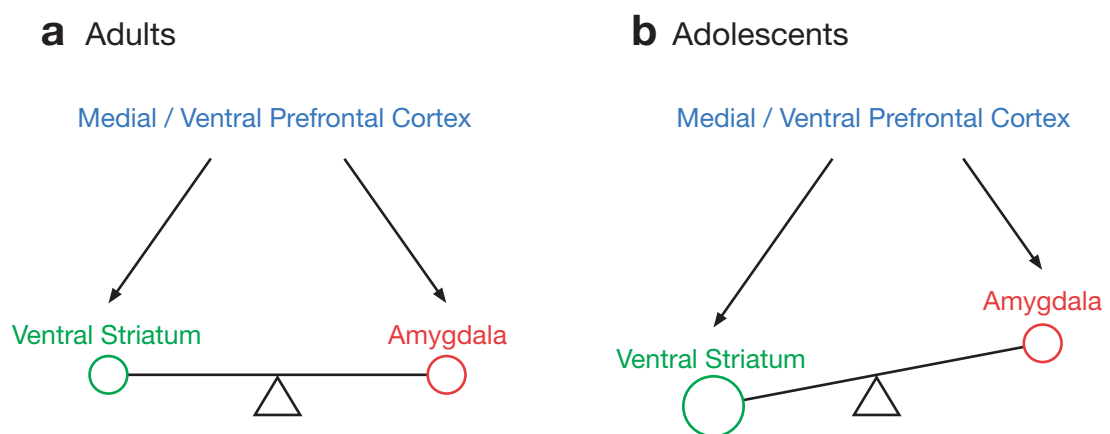 a Adults
Medial / Ventral Prefrontal Cortex
Ventral Striatum
Amygdala
b Adolescents
Medial / Ventral Prefrontal Cortex
Amygdala
Ventral Striatum